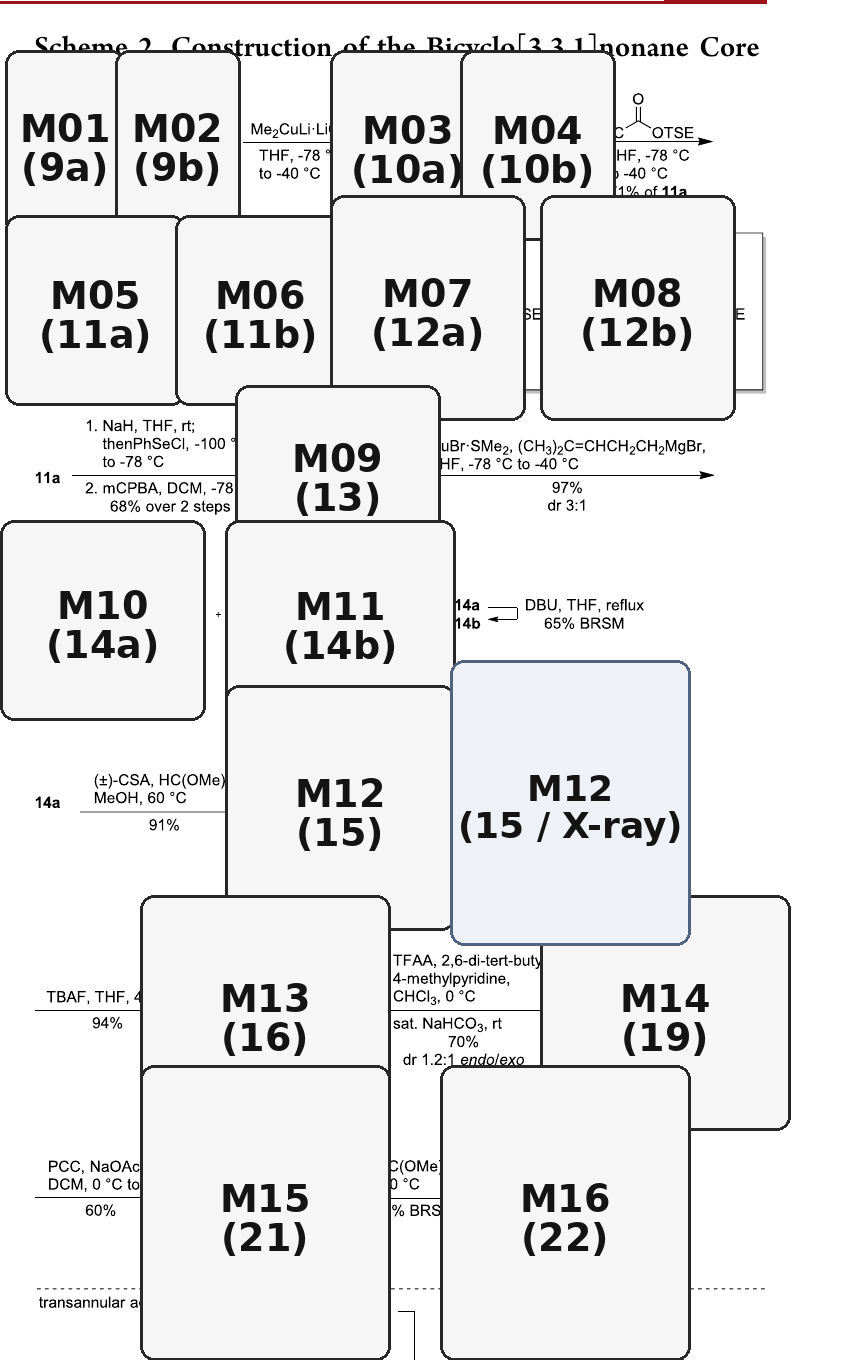 Scheme 2. Construction of the Bicyclo[3.3.1]nonane Core
M01
(9a)
M02
(9b)
Me2CuLi·Li
THF, -78 °
to -40 °C
M03
(10a)
M04
(10b)
O
C OTSE
HF, -78 °C
-40 °C
71% of 11a
M05
(11a)
M06
(11b)
M07
(12a)
SE
M08
(12b)
E
1. NaH, THF, rt;
thenPhSeCl, -100 °
to -78 °C
11a
2. mCPBA, DCM, -78
68% over 2 steps
M09
(13)
uBr·SMe2, (CH3)2C=CHCH2CH2MgBr,
HF, -78 °C to -40 °C
97%
dr 3:1
M10
(14a)
+
M11
(14b)
14a
14b
DBU, THF, reflux
65% BRSM
14a
(±)-CSA, HC(OMe)
MeOH, 60 °C
91%
M12
(15)
M12
(15 / X-ray)
TBAF, THF, 4
94%
M13
(16)
TFAA, 2,6-di-tert-buty
4-methylpyridine,
CHCl3, 0 °C
sat. NaHCO3, rt
70%
dr 1.2:1 endo/exo
M14
(19)
PCC, NaOAc
DCM, 0 °C to
60%
M15
(21)
C(OMe)
0 °C
% BRS
M16
(22)
transannular a